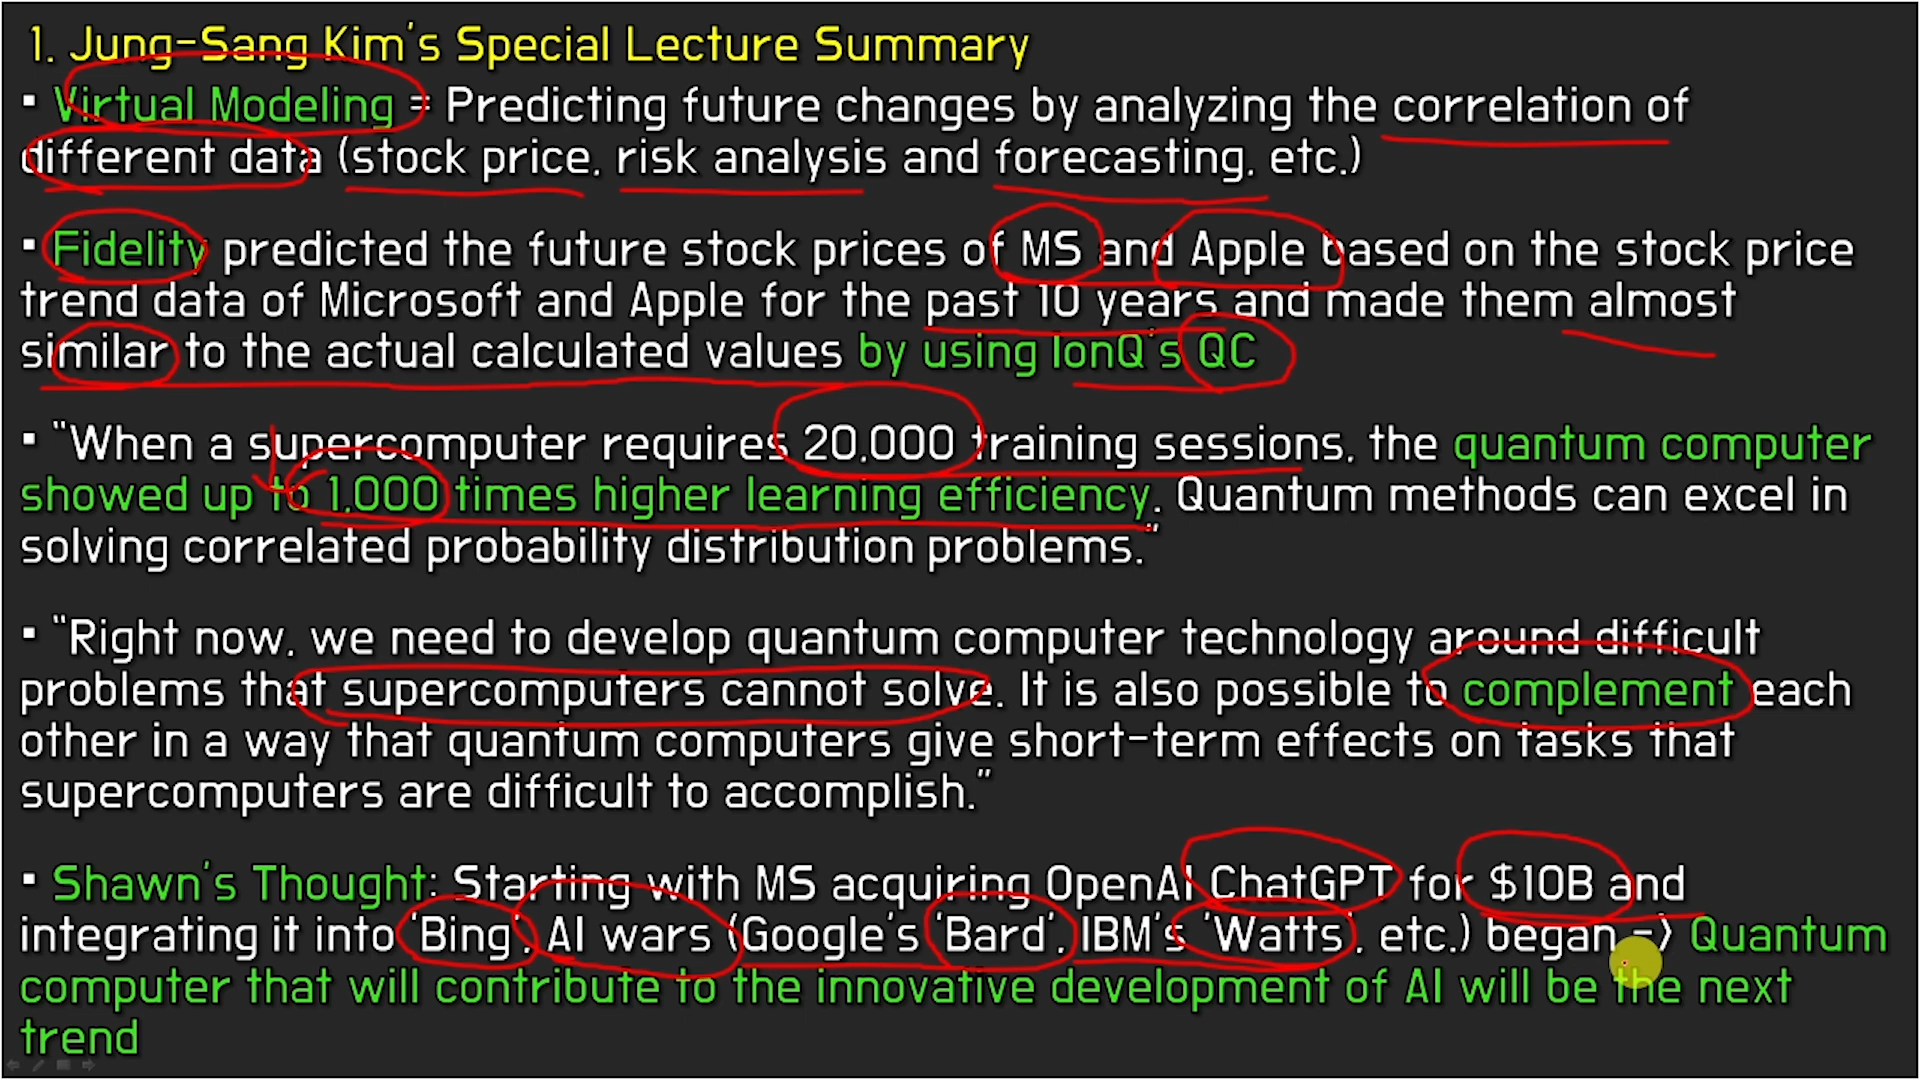 1. Jung-Sang Kim's Special Lecture Summary
▪ Virtual Modeling = Predicting future changes by analyzing the correlation of
different data (stock price, risk analysis and forecasting, etc.)
▪ Fidelity predicted the future stock prices of MS and Apple based on the stock price
trend data of Microsoft and Apple for the past 10 years and made them almost
similar to the actual calculated values by using IonQ's QC
▪ "When a supercomputer requires 20,000 training sessions, the quantum computer
showed up to 1,000 times higher learning efficiency. Quantum methods can excel in
solving correlated probability distribution problems."
▪ "Right now, we need to develop quantum computer technology around difficult
problems that supercomputers cannot solve. It is also possible to complement each
other in a way that quantum computers give short-term effects on tasks that
supercomputers are difficult to accomplish."
▪ Shawn's Thought: Starting with MS acquiring OpenAI ChatGPT for $10B and
integrating it into 'Bing', AI wars (Google's 'Bard', IBM's 'Watts', etc.) began => Quantum
computer that will contribute to the innovative development of AI will be the next
trend